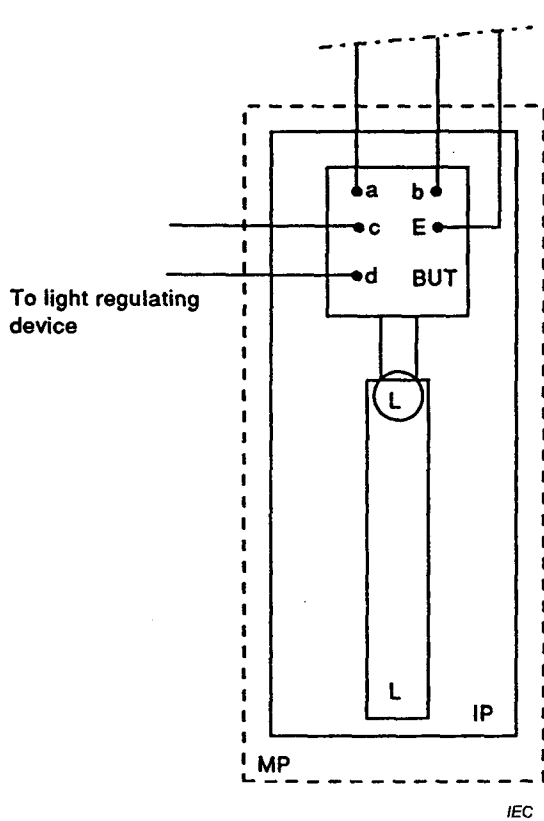 a b
c E
d BUT
To light regulating
device
L
L
IP
MP
IEC